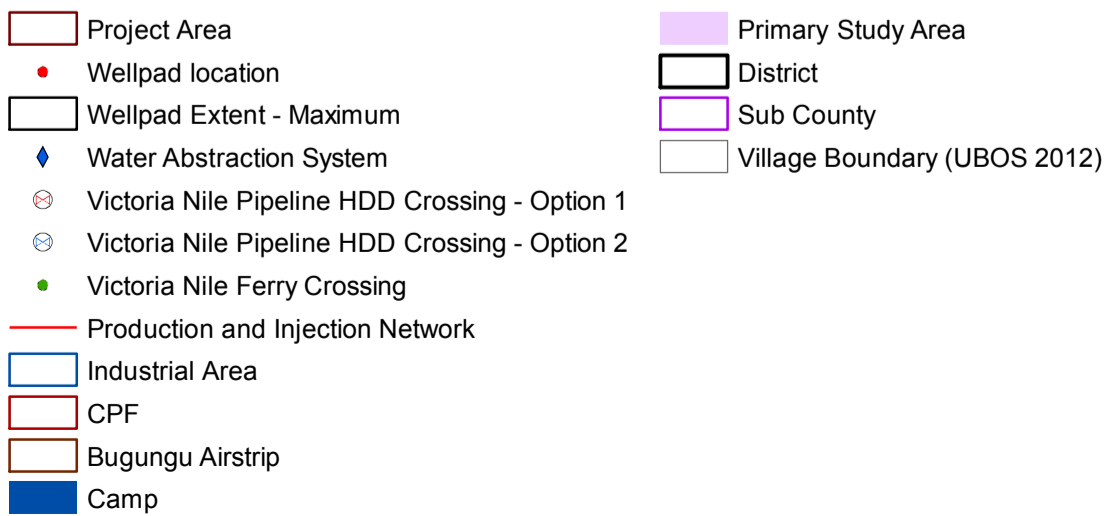 Project Area
Wellpad location
Wellpad Extent - Maximum
Water Abstraction System
Victoria Nile Pipeline HDD Crossing - Option 1
Victoria Nile Pipeline HDD Crossing - Option 2
Victoria Nile Ferry Crossing
Production and Injection Network
Industrial Area
CPF
Bugungu Airstrip
Camp
Primary Study Area
District
Sub County
Village Boundary (UBOS 2012)